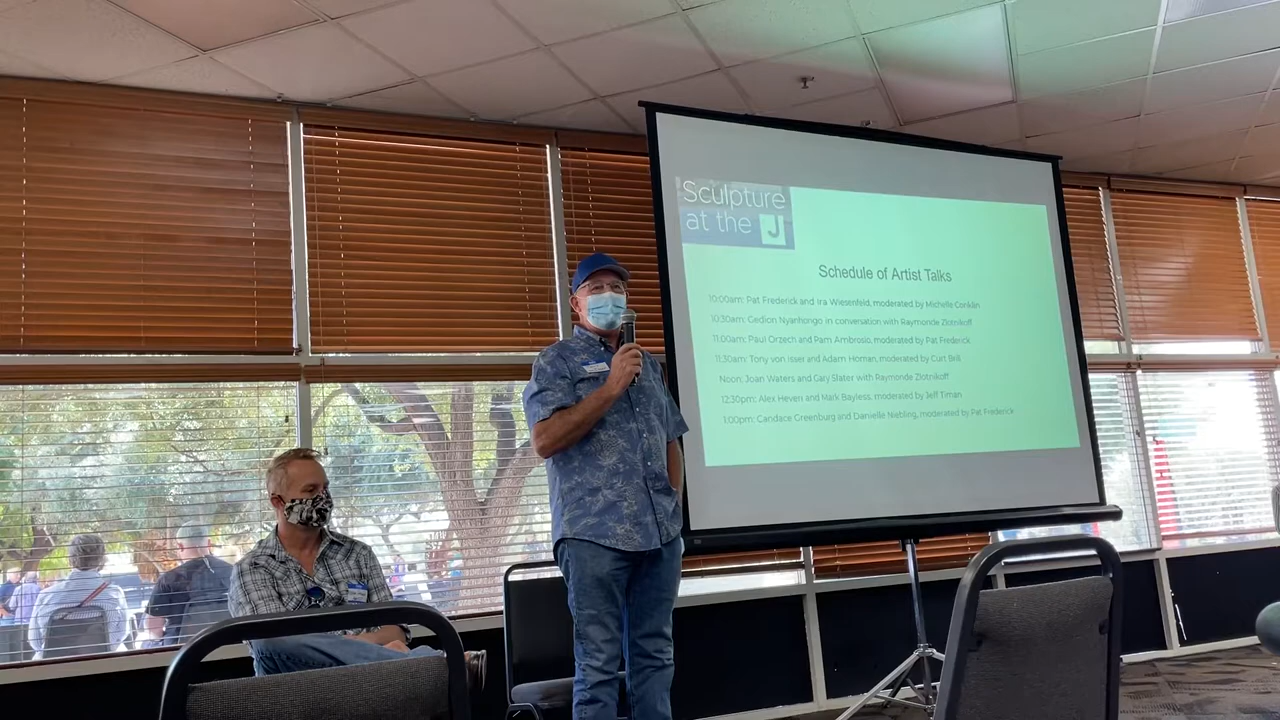 Sculpture
at the J
Schedule of Artist Talks
10:00am: Pat Frederick and Ira Wiesenfeld, moderated by Michelle Conklin
10:30am: Gedion Nyanhongo in conversation with Raymonde Zlotnikoff
11:00am: Paul Orzech and Pam Ambrosio, moderated by Pat Frederick
11:30am: Tony von Isser and Adam Homan, moderated by Curt Brill
Noon: Joan Waters and Gary Slater with Raymonde Zlotnikoff
12:30pm: Alex Heveri and Mark Bayless, moderated by Jeff Timan
1:00pm: Candace Greenburg and Danielle Niebling, moderated by Pat Frederick